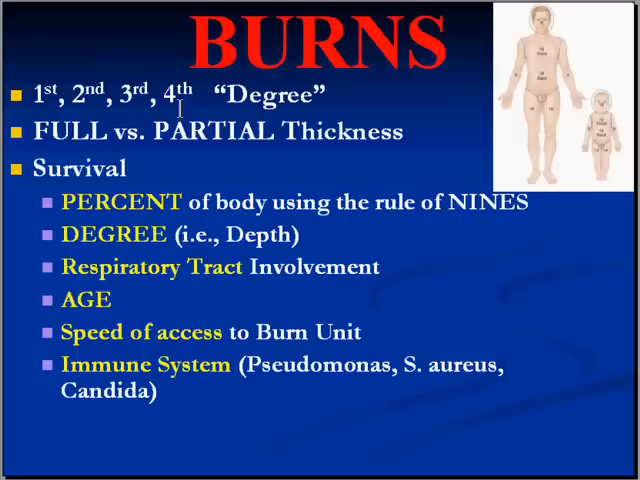 BURNS
1st, 2nd, 3rd, 4th “Degree”
FULL vs. PARTIAL Thickness
Survival
PERCENT of body using the rule of NINES
DEGREE (i.e., Depth)
Respiratory Tract Involvement
AGE
Speed of access to Burn Unit
Immune System (Pseudomonas, S. aureus,
Candida)